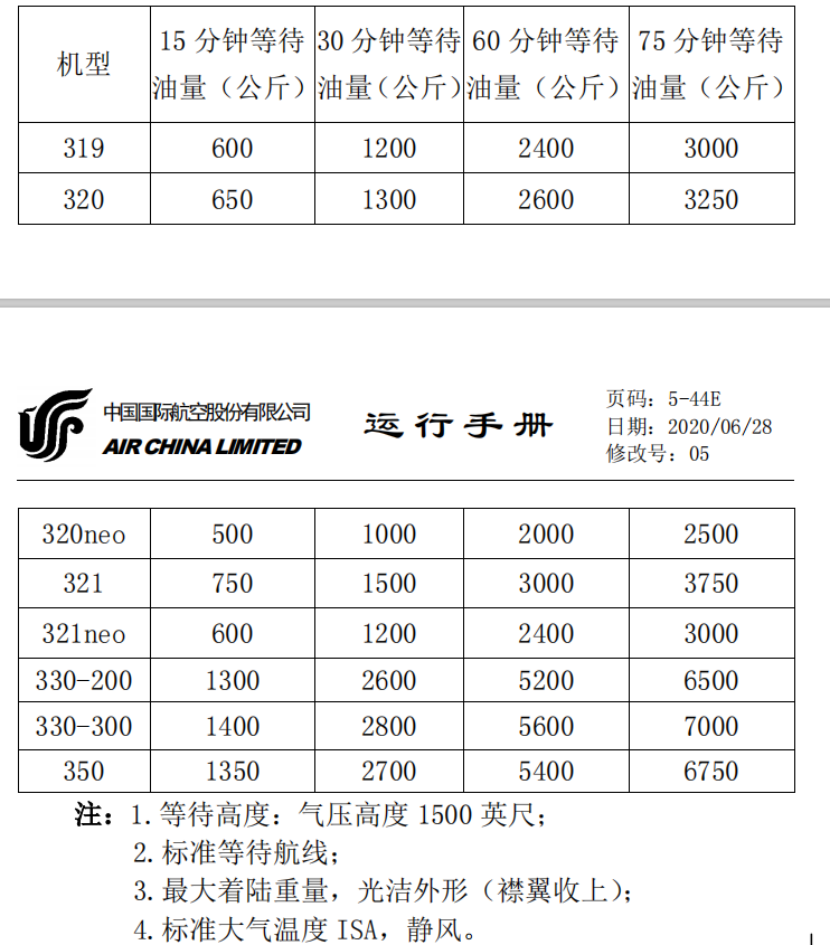 机型 15 分钟等待油量（公斤） 30 分钟等待油量（公斤） 60 分钟等待油量（公斤） 75 分钟等待油量（公斤）
319 600 1200 2400 3000
320 650 1300 2600 3250
中国国际航空股份有限公司
AIR CHINA LIMITED
运行手册
页码：5-44E
日期：2020/06/28
修改号：05
320neo 500 1000 2000 2500
321 750 1500 3000 3750
321neo 600 1200 2400 3000
330-200 1300 2600 5200 6500
330-300 1400 2800 5600 7000
350 1350 2700 5400 6750
注：1.等待高度：气压高度 1500 英尺；
2.标准等待航线；
3.最大着陆重量，光洁外形（襟翼收上）；
4.标准大气温度 ISA，静风。